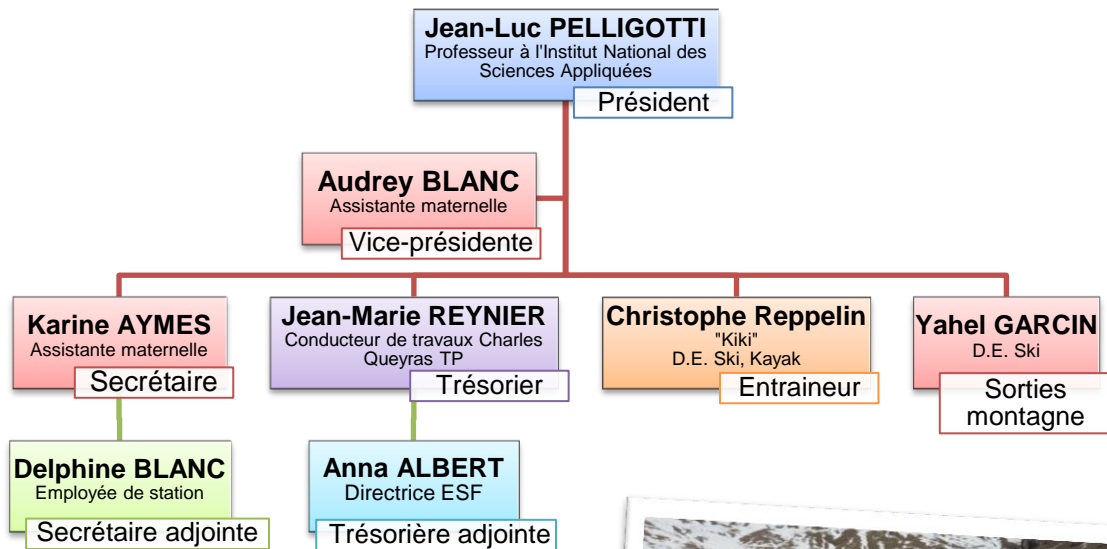 Jean-Luc PELLIGOTTI
Professeur à l'Institut National des
Sciences Appliquées
Président
Audrey BLANC
Assistante maternelle
Vice-présidente
Karine AYMES
Assistante maternelle
Secrétaire
Jean-Marie REYNIER
Conducteur de travaux Charles
Queyras TP
Trésorier
Christophe Reppelin
"Kiki"
D.E. Ski, Kayak
Entraineur
Yahel GARCIN
D.E. Ski
Sorties
montagne
Delphine BLANC
Employée de station
Secrétaire adjointe
Anna ALBERT
Directrice ESF
Trésorière adjointe